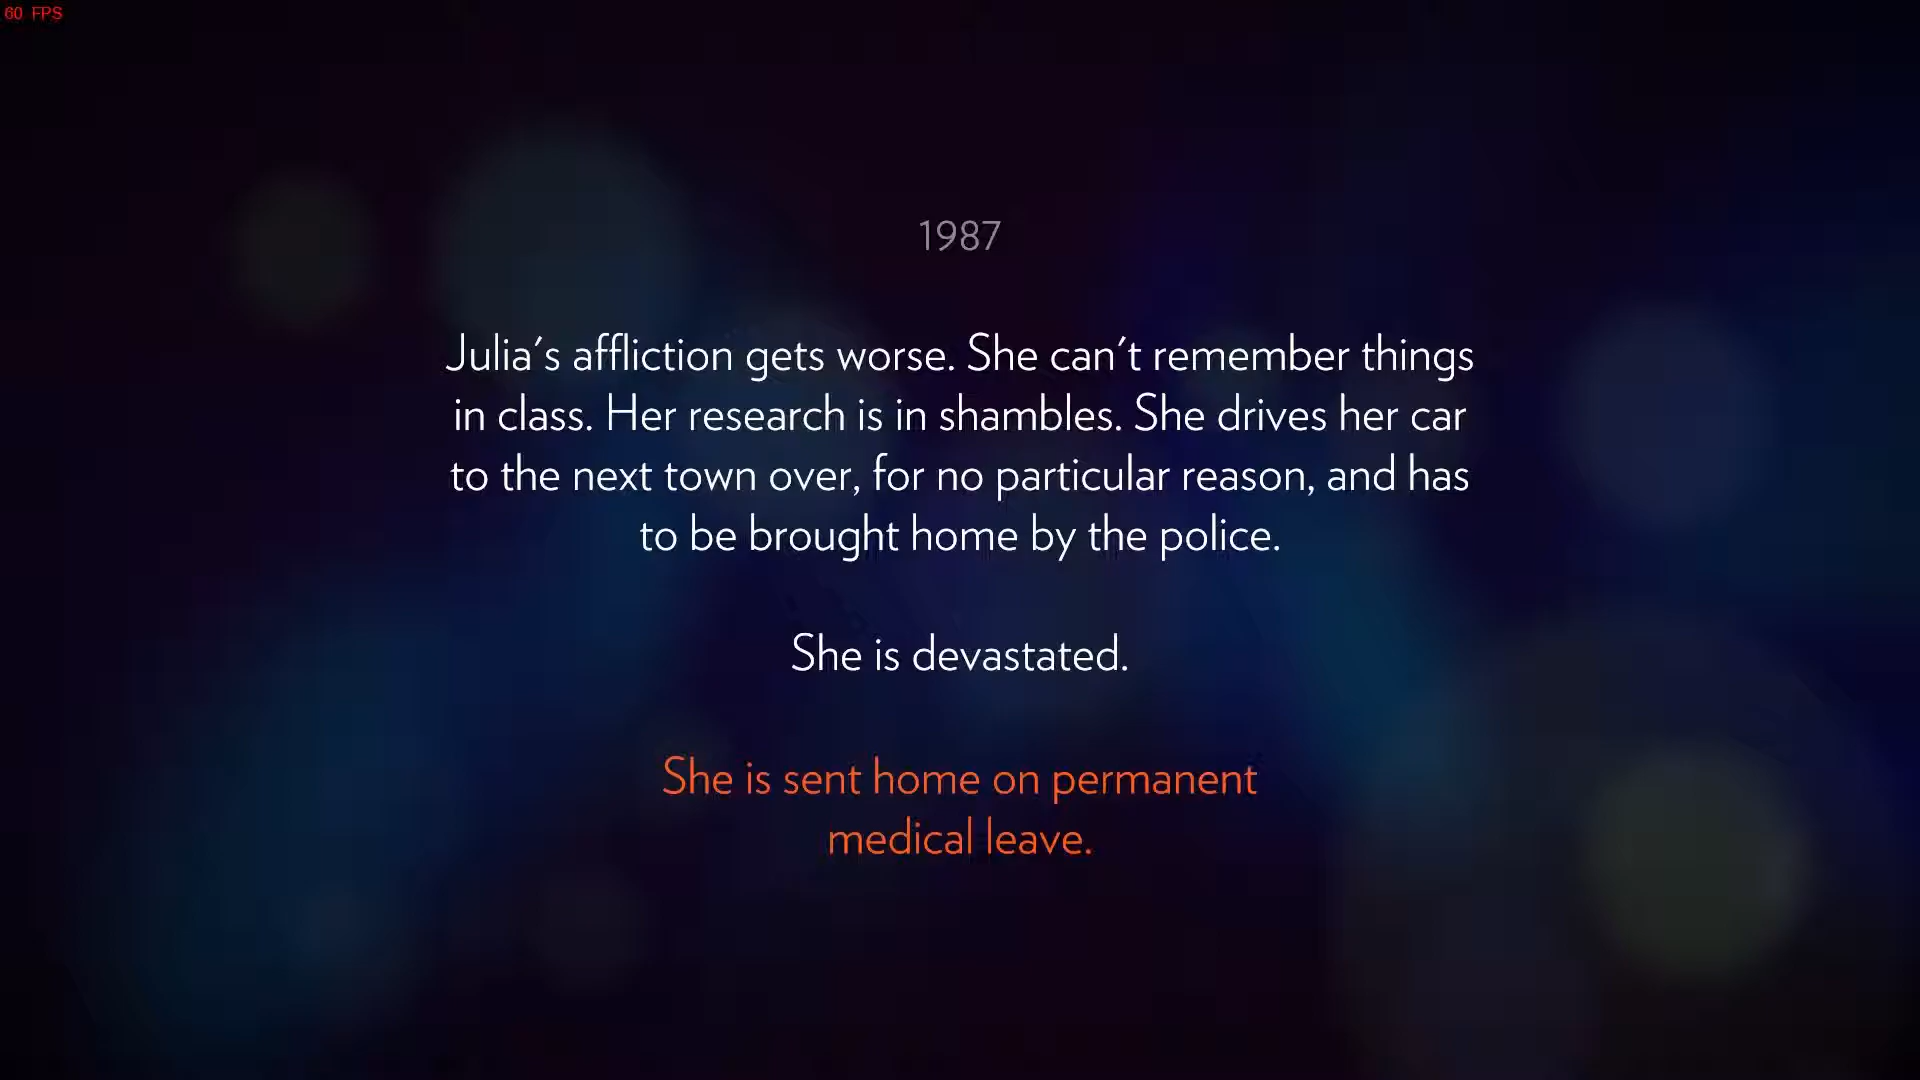 60 FPS
1987
Julia's affliction gets worse. She can't remember things
in class. Her research is in shambles. She drives her car
to the next town over, for no particular reason, and has
to be brought home by the police.
She is devastated.
She is sent home on permanent
medical leave.